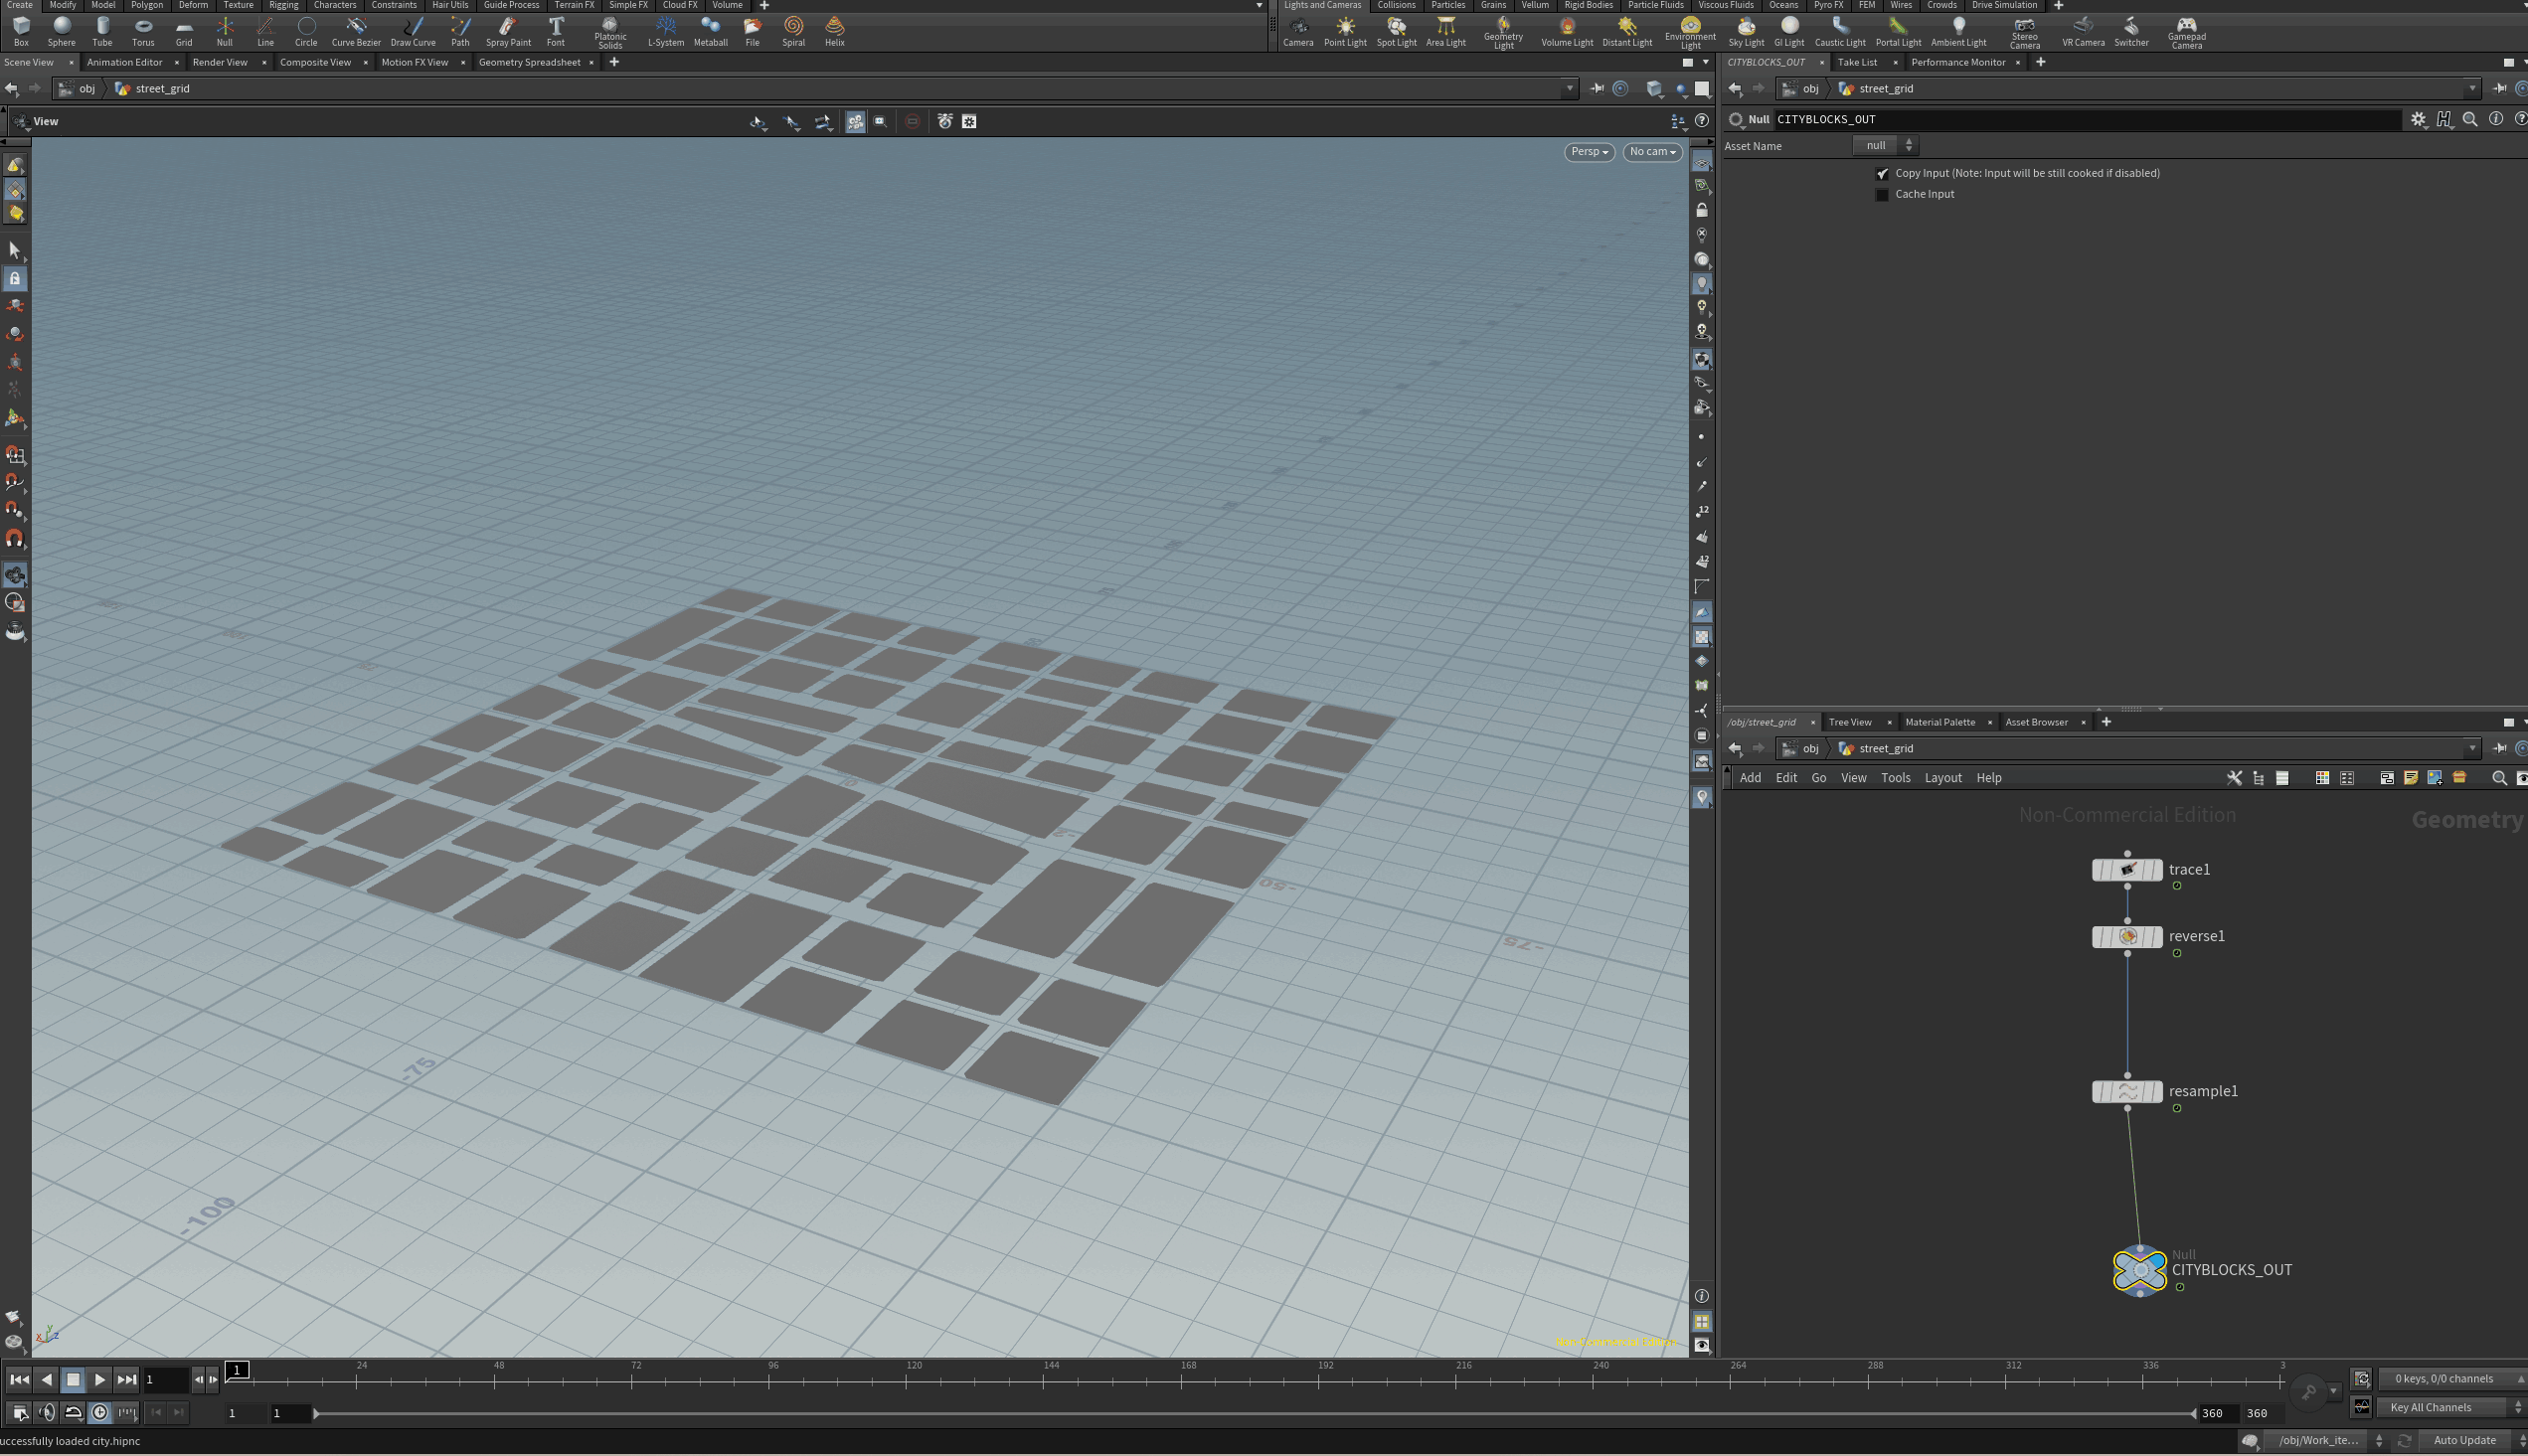 Create Modify Model Polygon Deform Texture Rigging Characters Constraints Hair Utils Guide Process Terrain FX Simple FX Cloud FX Volume
Lights and Cameras Collisions Particles Grains Vellum Rigid Bodies Particle Fluids Viscous Fluids Oceans Pyro FX FEM Wires Crowds Drive Simulation
Box Sphere Tube Torus Grid Null Line Circle Curve Bezier Draw Curve Path Spray Paint Font Platonic Solids L-System Metaball File Spiral Helix
Camera Point Light Spot Light Area Light Geometry Light Volume Light Distant Light Environment Light Sky Light GI Light Caustic Light Portal Light Ambient Light Stereo Camera VR Camera Switcher Gamepad Camera
Scene View Animation Editor Render View Composite View Motion FX View Geometry Spreadsheet
CITYBLOCKS_OUT Take List Performance Monitor
obj street_grid
obj street_grid
View
Null CITYBLOCKS_OUT
Asset Name null
Copy Input (Note: Input will be still cooked if disabled)
Cache Input
Persp No cam
12
12
-50
-75
-75
-100
Non-Commercial Edition
/obj/street_grid Tree View Material Palette Asset Browser
obj street_grid
Add Edit Go View Tools Layout Help
Non-Commercial Edition
Geometry
trace1
reverse1
resample1
Null
CITYBLOCKS_OUT
1 1 24 48 72 96 120 144 168 192 216 240 264 288 312 336 3
0 keys, 0/0 channels
1 1 360 360
Key All Channels
uccessfully loaded city.hipnc
/obj/Work_ite... Auto Update